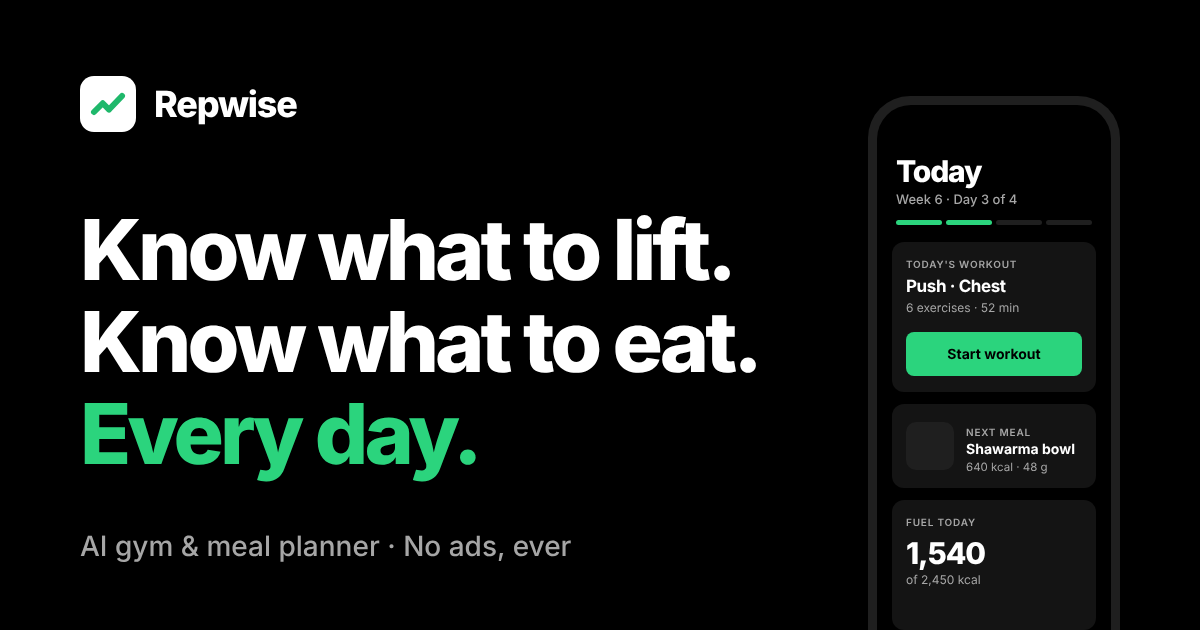 Repwise
Know what to lift.
Know what to eat.
Every day.
AI gym & meal planner · No ads, ever
Today
Week 6 · Day 3 of 4
TODAY'S WORKOUT
Push · Chest
6 exercises · 52 min
Start workout
NEXT MEAL
Shawarma bowl
640 kcal · 48 g
FUEL TODAY
1,540
of 2,450 kcal